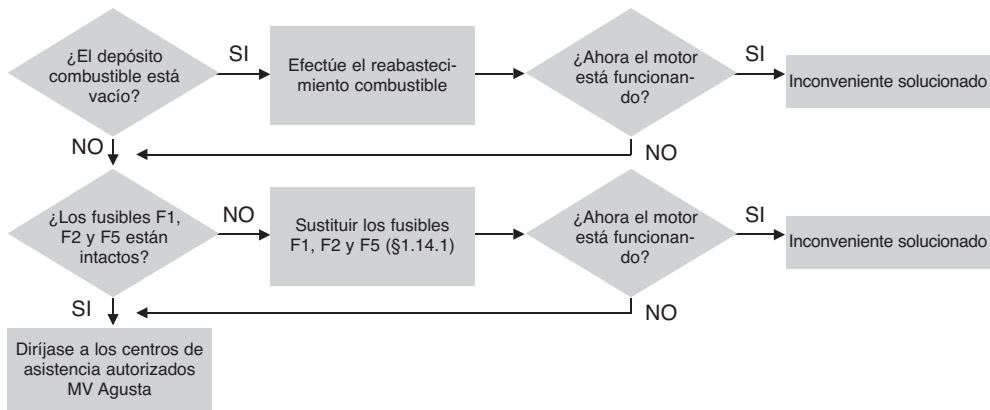 ¿El depósito
combustible está
vacío?
SI
Efectúe el reabasteci-
miento combustible
¿Ahora el motor
está funcionan-
do?
SI
Inconveniente solucionado
NO
NO
¿Los fusibles F1,
F2 y F5 están
intactos?
NO
Sustituir los fusibles
F1, F2 y F5 (§1.14.1)
¿Ahora el motor
está funcionan-
do?
SI
Inconveniente solucionado
SI
NO
Diríjase a los centros de
asistencia autorizados
MV Agusta